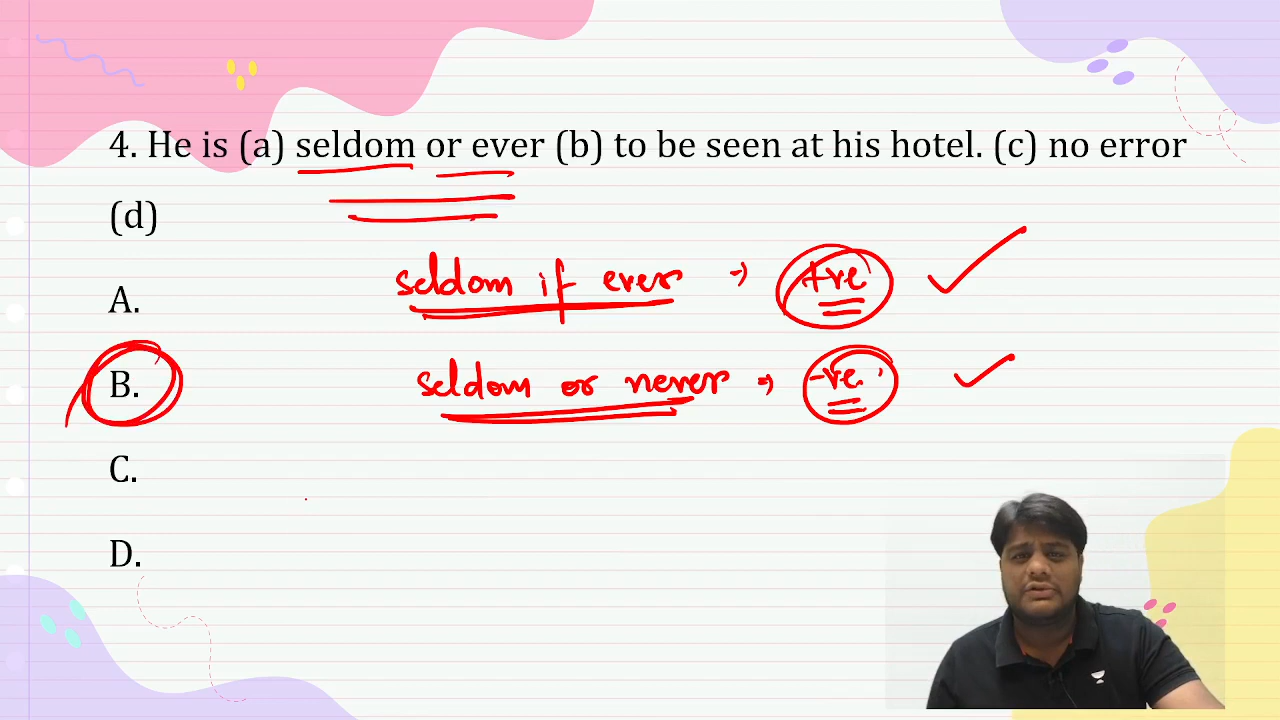 4. He is (a) seldom or ever (b) to be seen at his hotel. (c) no error
(d)
seldom if ever → +ve
A.
B.
seldom or never → -ve
C.
D.